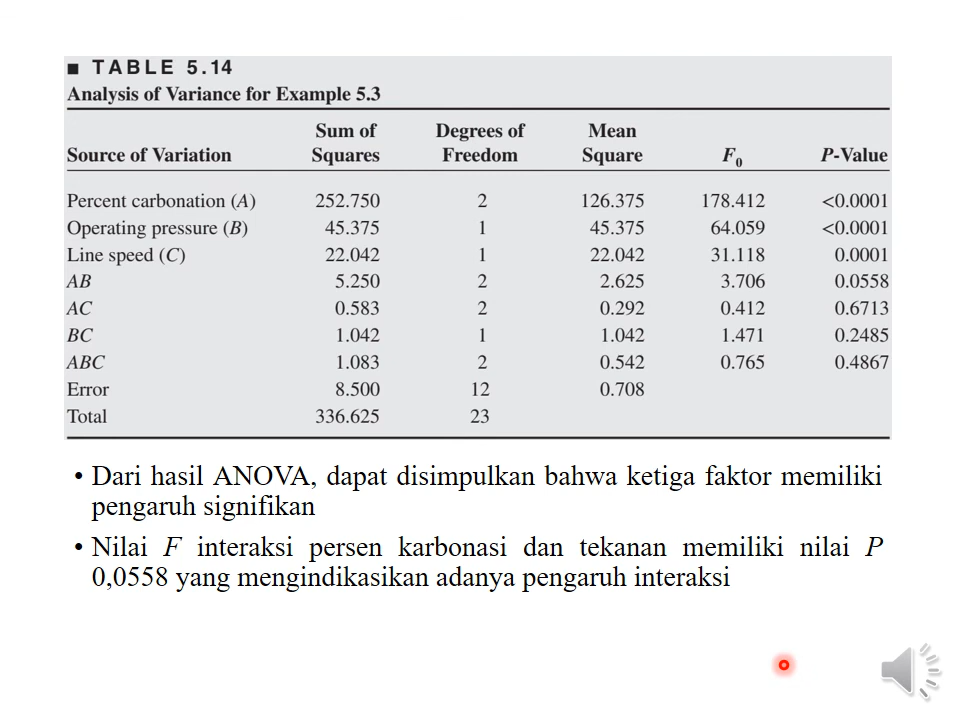 ■ TABLE 5.14
Analysis of Variance for Example 5.3
Sum of Degrees of Mean
Source of Variation Squares Freedom Square F0 P-Value
Percent carbonation (A) 252.750 2 126.375 178.412 <0.0001
Operating pressure (B) 45.375 1 45.375 64.059 <0.0001
Line speed (C) 22.042 1 22.042 31.118 0.0001
AB 5.250 2 2.625 3.706 0.0558
AC 0.583 2 0.292 0.412 0.6713
BC 1.042 1 1.042 1.471 0.2485
ABC 1.083 2 0.542 0.765 0.4867
Error 8.500 12 0.708
Total 336.625 23
• Dari hasil ANOVA, dapat disimpulkan bahwa ketiga faktor memiliki
pengaruh signifikan
• Nilai F interaksi persen karbonasi dan tekanan memiliki nilai P
0,0558 yang mengindikasikan adanya pengaruh interaksi